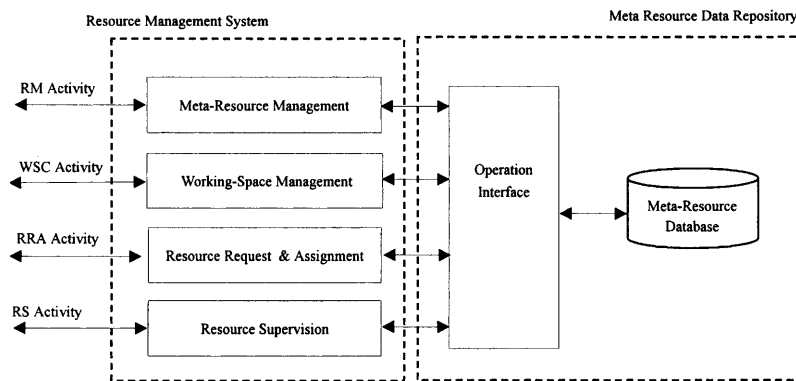 Resource Management System
Meta Resource Data Repository
RM Activity
Meta-Resource Management
WSC Activity
Working-Space Management
RRA Activity
Resource Request & Assignment
RS Activity
Resource Supervision
Operation
Interface
Meta-Resource
Database